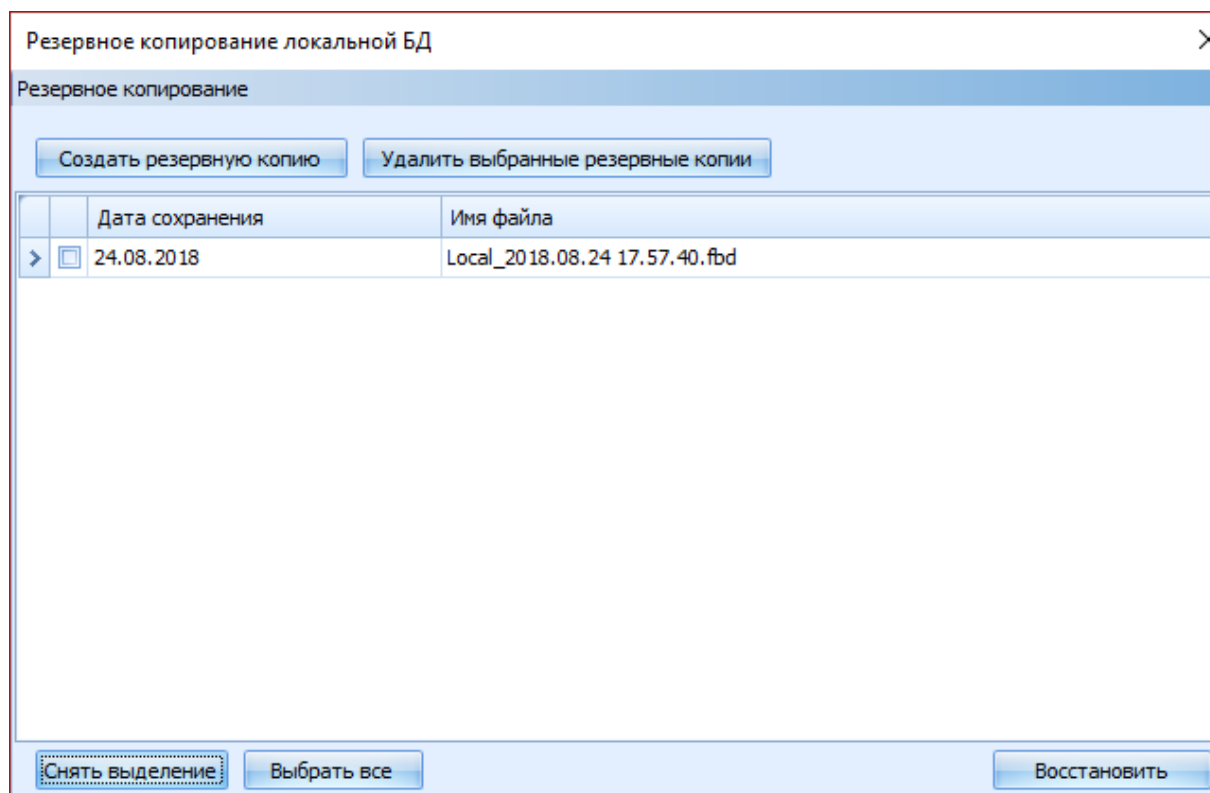 Резервное копирование локальной БД
Резервное копирование
Создать резервную копию Удалить выбранные резервные копии
Дата сохранения Имя файла
24.08.2018 Local_2018.08.24 17.57.40.fbd
Снять выделение Выбрать все Восстановить